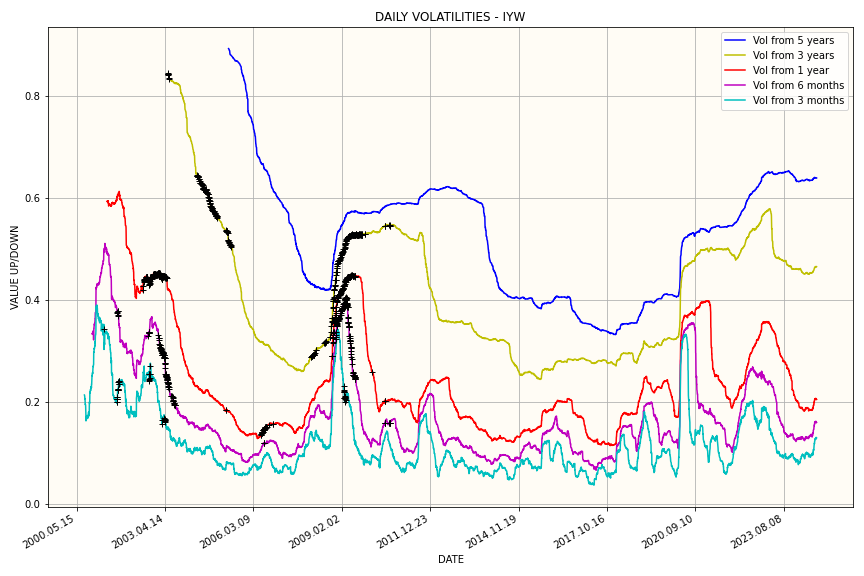 DAILY VOLATILITIES - IYW
Vol from 5 years
Vol from 3 years
Vol from 1 year
Vol from 6 months
Vol from 3 months
VALUE UP/DOWN
0.8
0.6
0.4
0.2
0.0
2000.05.15
2003.04.14
2006.03.09
2009.02.02
2011.12.23
2014.11.19
2017.10.16
2020.09.10
2023.08.08
DATE